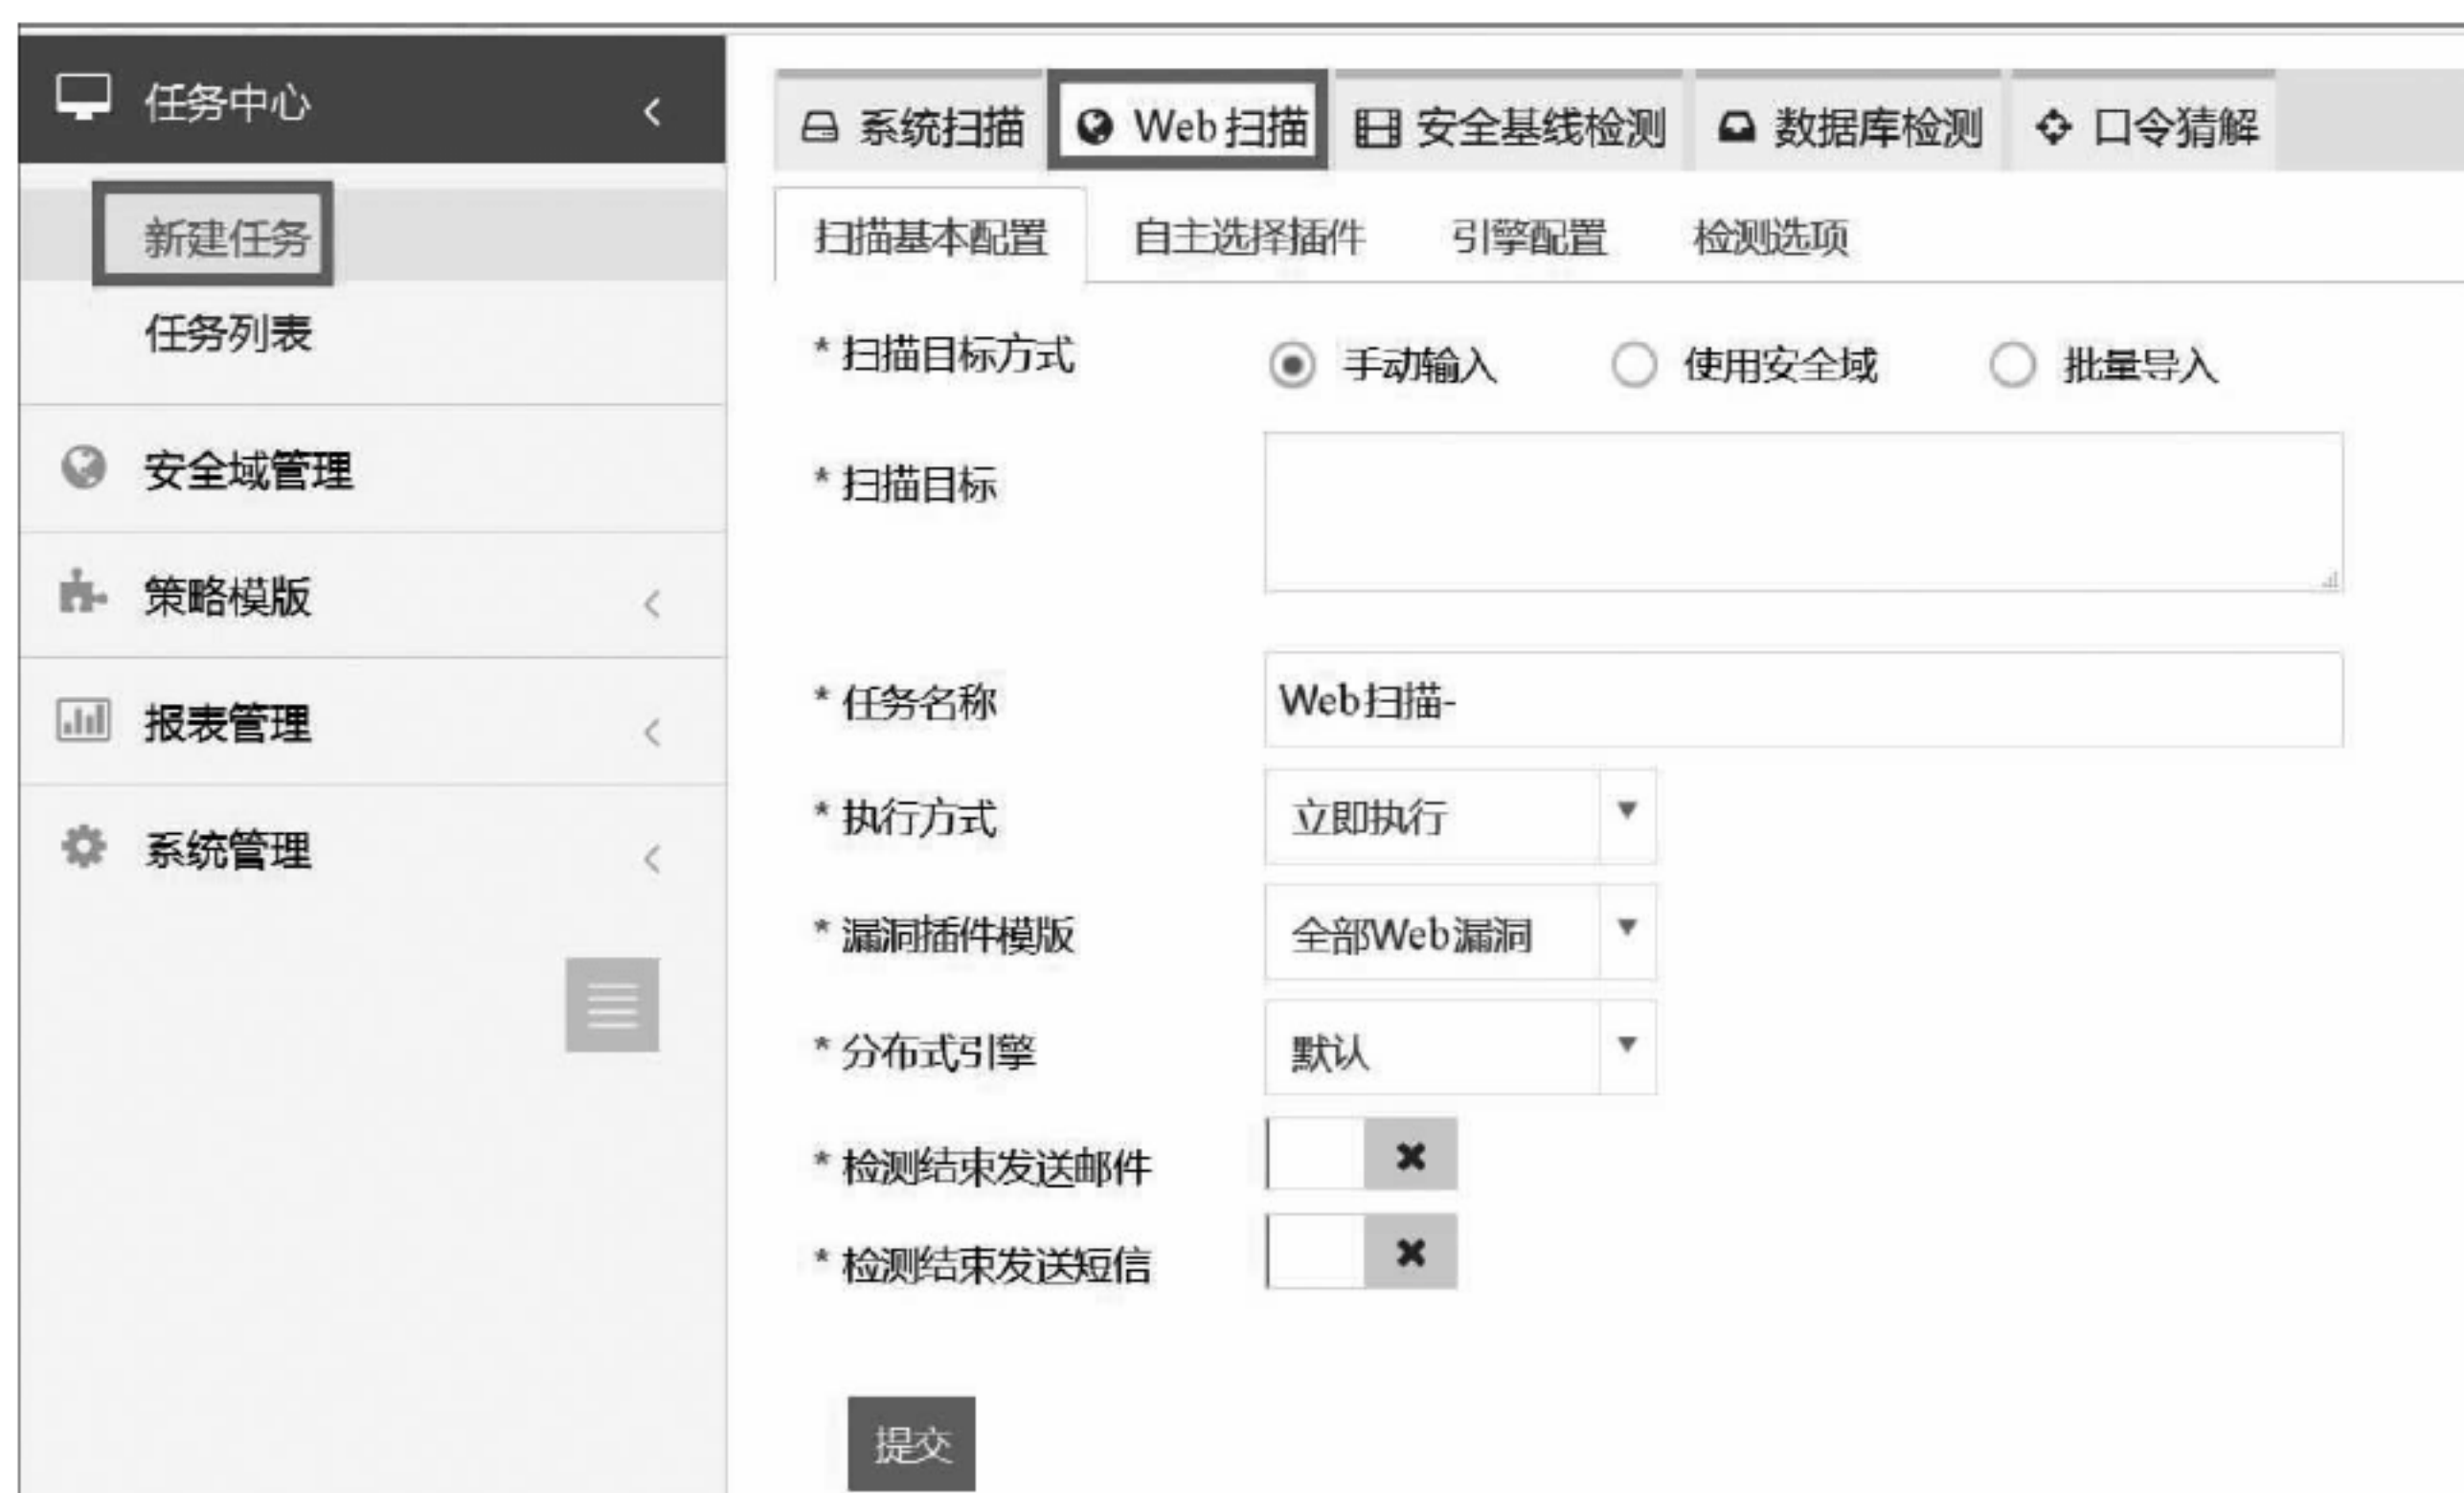 任务中心
新建任务
任务列表
安全域管理
策略模版
报表管理
系统管理
系统扫描 Web扫描 安全基线检测 数据库检测 口令猜解
扫描基本配置 自主选择插件 引擎配置 检测选项
* 扫描目标方式 手动输入 使用安全域 批量导入
* 扫描目标
* 任务名称 Web扫描-
* 执行方式 立即执行
* 漏洞插件模版 全部Web漏洞
* 分布式引擎 默认
* 检测结束发送邮件
* 检测结束发送短信
提交